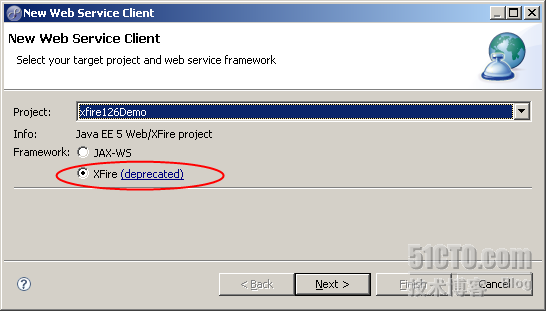 New Web Service Client
New Web Service Client
Select your target project and web service framework
Project: xfire126Demo
Info: Java EE 5 Web/XFire project
Framework: JAX-WS
XFire (deprecated)
51CTO.com
技术博客 Blog
? < Back Next > Finish Cancel